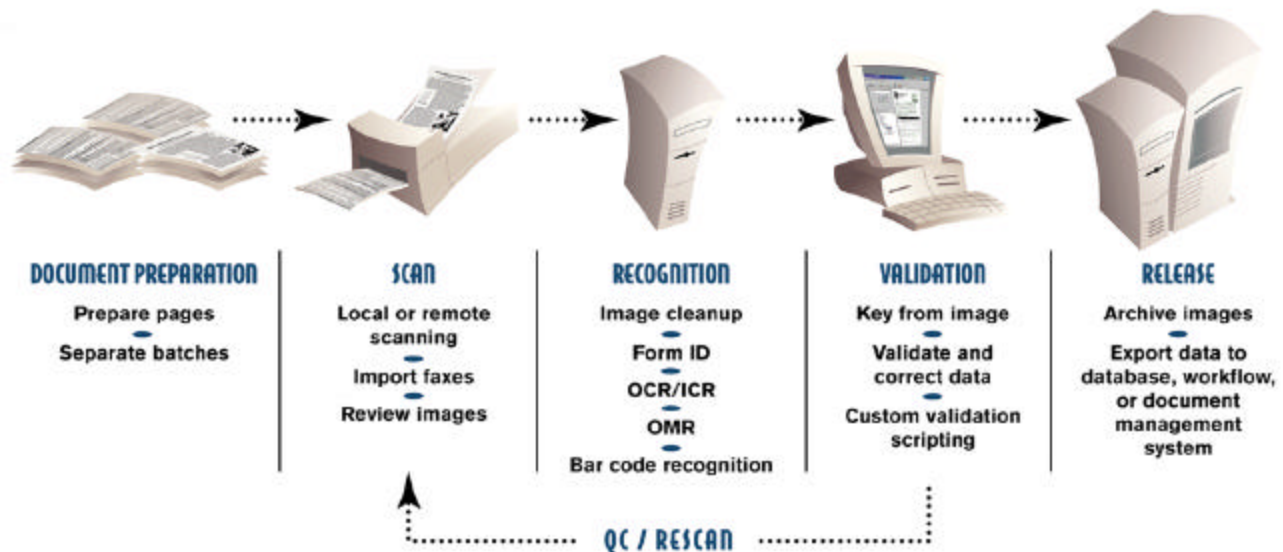 DOCUMENT PREPARATION
Prepare pages
Separate batches
SCAN
Local or remote
scanning
Import faxes
Review images
RECOGNITION
Image cleanup
Form ID
OCR/ICR
OMR
Bar code recognition
VALIDATION
Key from image
Validate and
correct data
Custom validation
scripting
RELEASE
Archive images
Export data to
database, workflow,
or document
management
system
QC / RESCAN